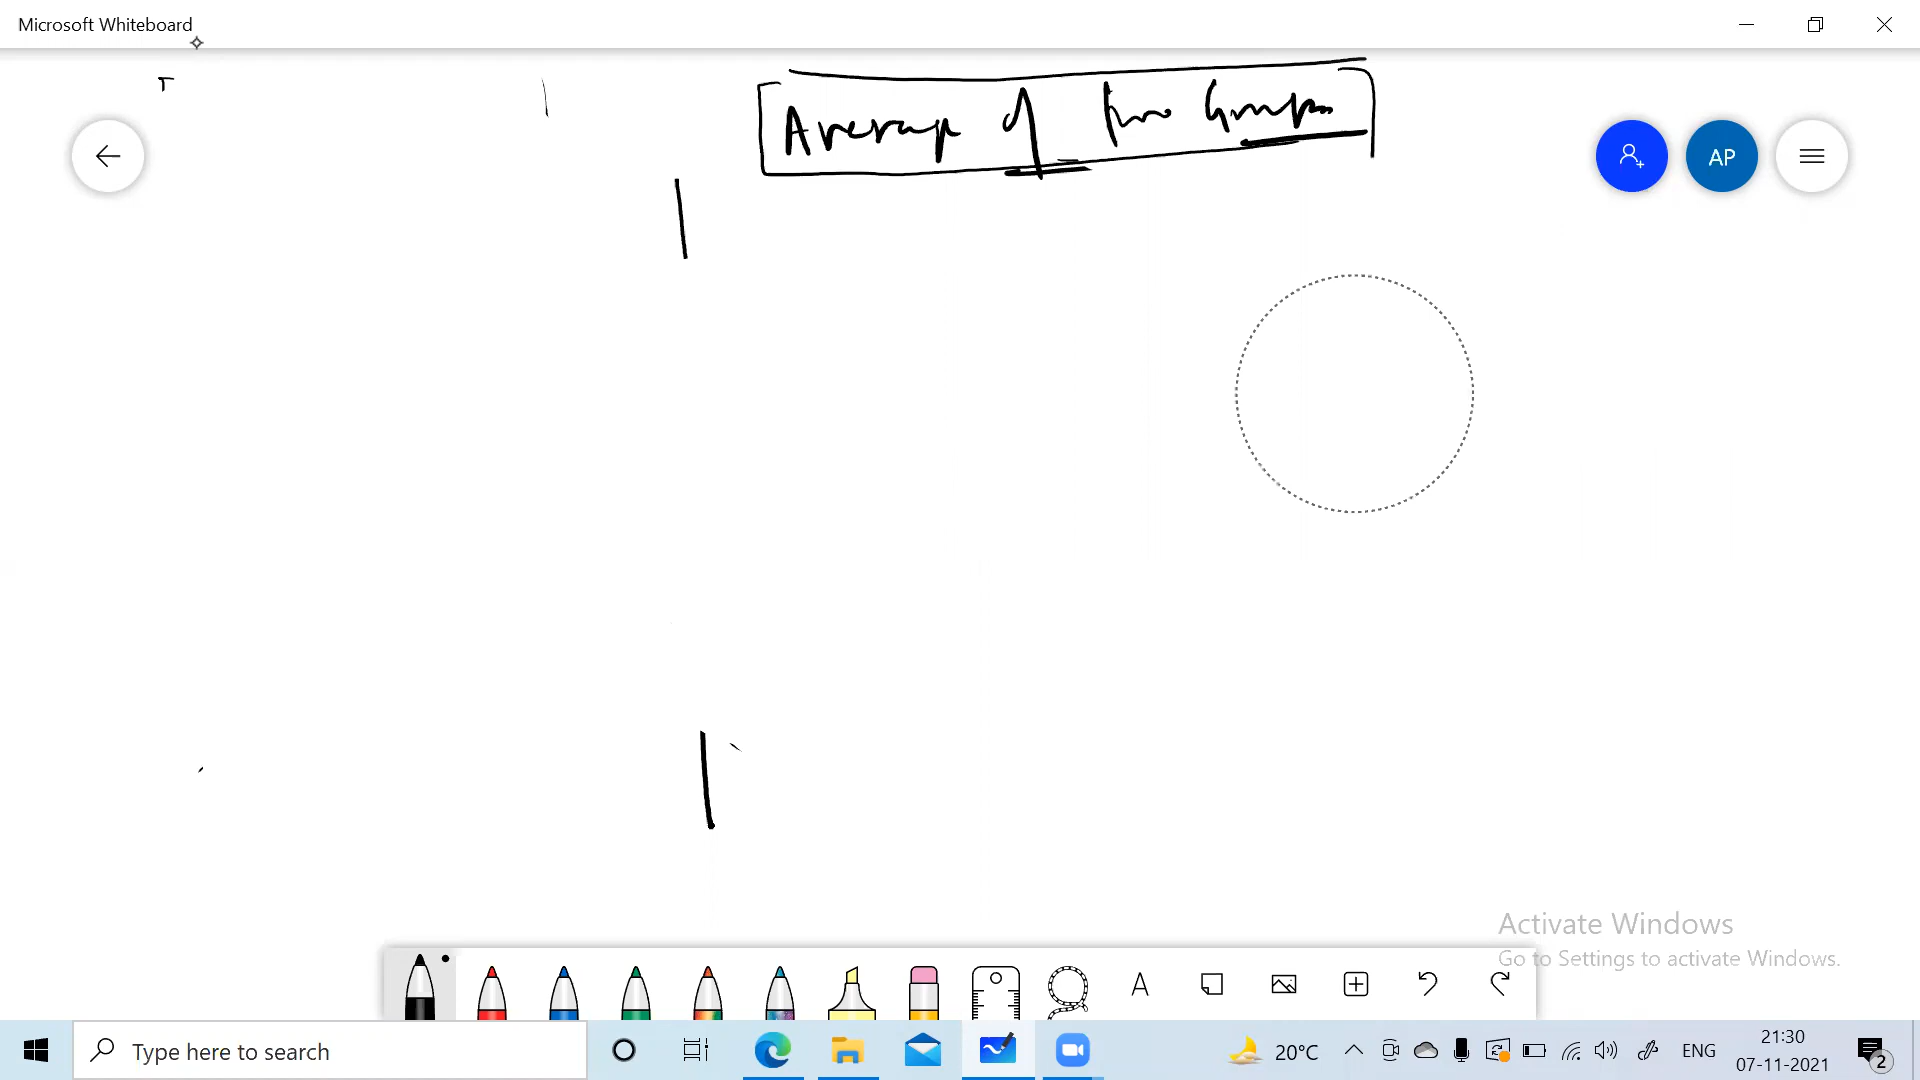 Microsoft Whiteboard
Average of two Groups
AP
A
Activate Windows
Go to Settings to activate Windows.
Type here to search
20°C
ENG
21:30
07-11-2021
2